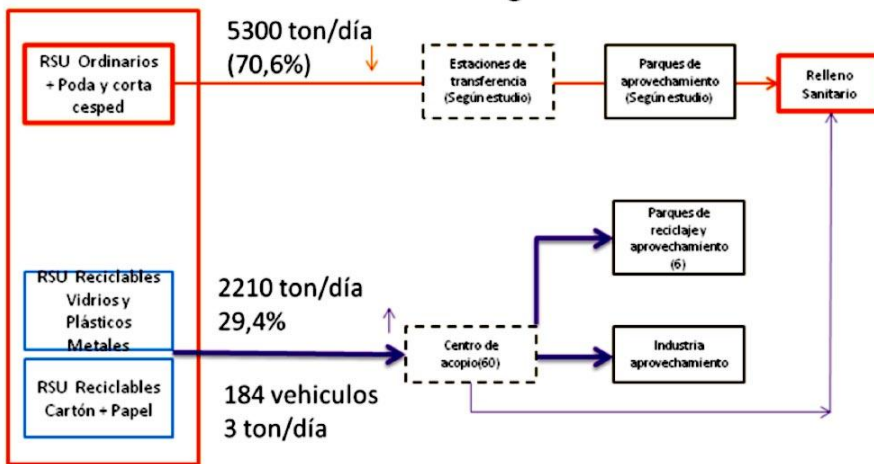 5300 ton/día
(70,6%)
RSU Ordinarios
+ Poda y corta
cesped
Estaciones de
transferencia
(Según estudio)
Parques de
aprovechamiento
(Según estudio)
Relleno
Sanitario
RSU Reciclables
Vidrios y
Plásticos
Metales
RSU Reciclables
Cartón + Papel
2210 ton/día
29,4%
184 vehiculos
3 ton/día
Centro de
acopio(60)
Parques de
reciclaje y
aprovechamiento
(6)
Industria
aprovechamiento